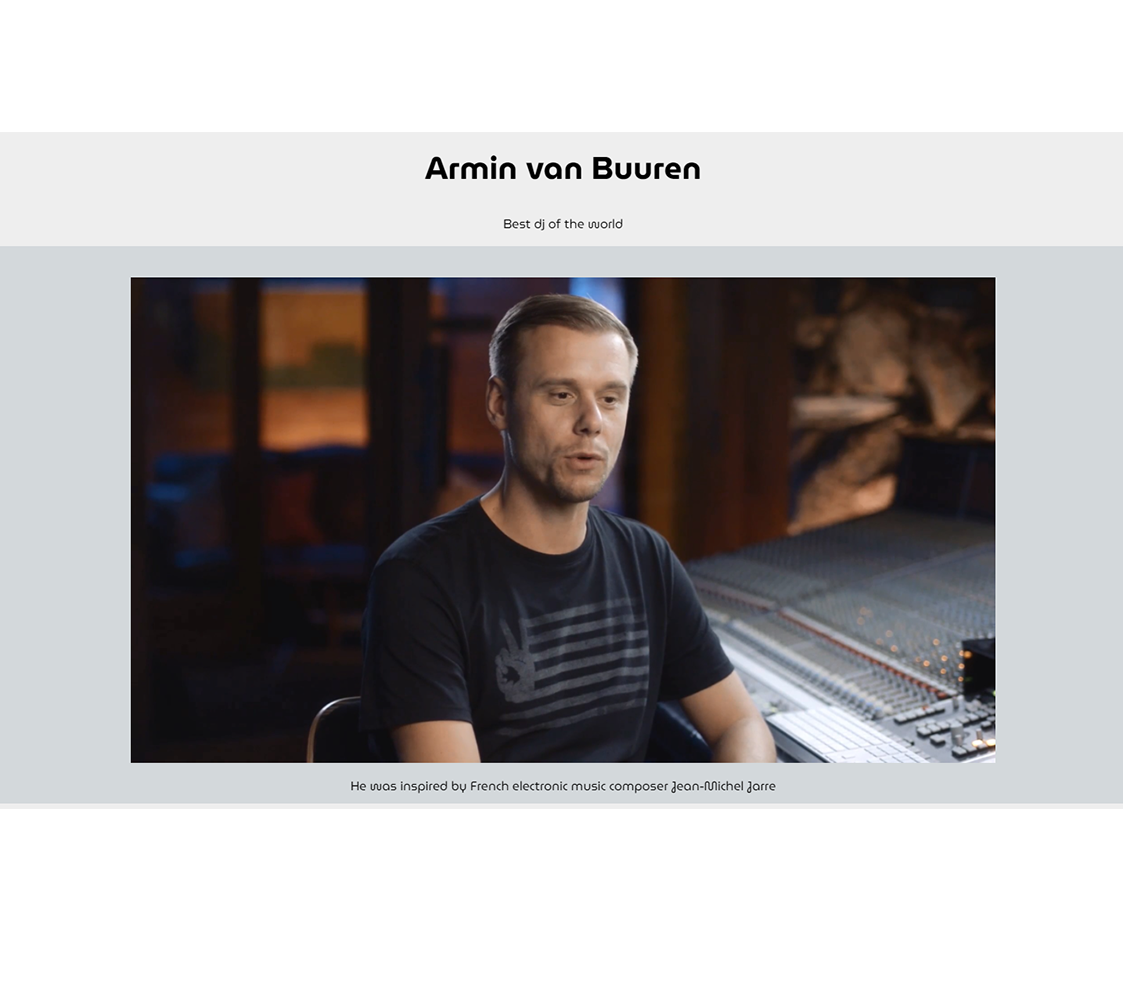 Armin van Buuren
Best dj of the world
He was inspired by French electronic music composer Jean-Michel Jarre